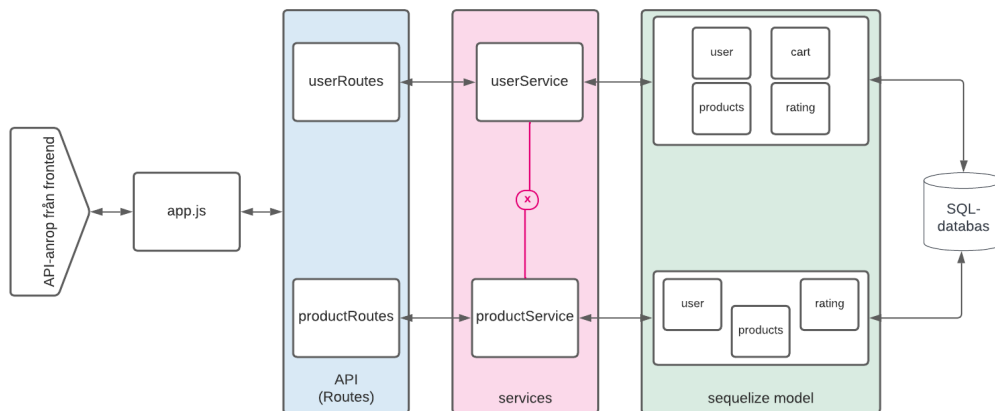 API-anrop från frontend
app.js
userRoutes
productRoutes
API
(Routes)
userService
x
productService
services
user
cart
products
rating
user
rating
products
sequelize model
SQL-
databas